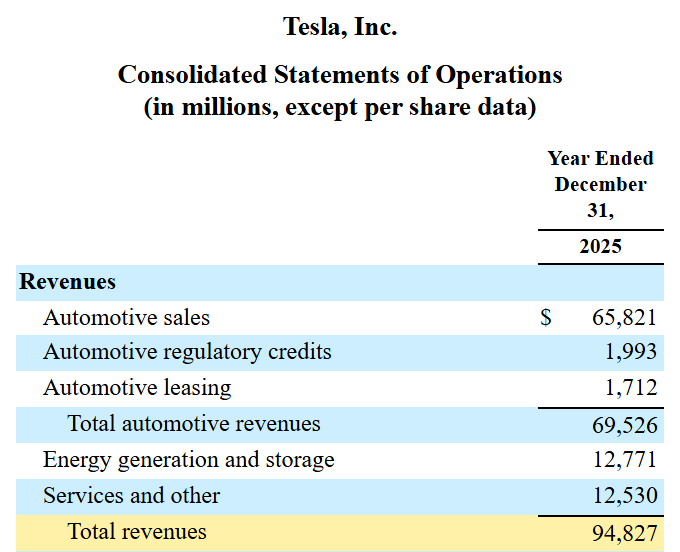 Tesla, Inc.
Consolidated Statements of Operations
(in millions, except per share data)
Year Ended
December
31,
2025
Revenues
Automotive sales $ 65,821
Automotive regulatory credits 1,993
Automotive leasing 1,712
Total automotive revenues 69,526
Energy generation and storage 12,771
Services and other 12,530
Total revenues 94,827